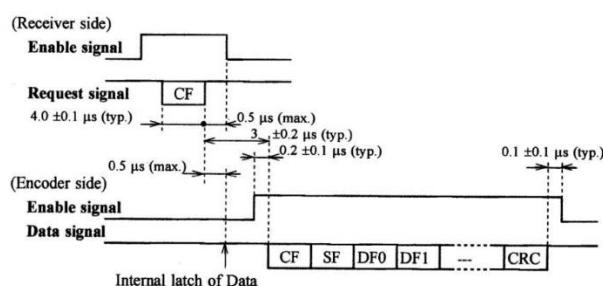 (Receiver side)
Enable signal
Request signal
CF
4.0 ±0.1 μs (typ.)
0.5 μs (max.)
3 ±0.2 μs (typ.)
0.2 ±0.1 μs (typ.)
0.1 ±0.1 μs (typ.)
0.5 μs (max.)
(Encoder side)
Enable signal
Data signal
CF SF DF0 DF1 --- CRC
Internal latch of Data